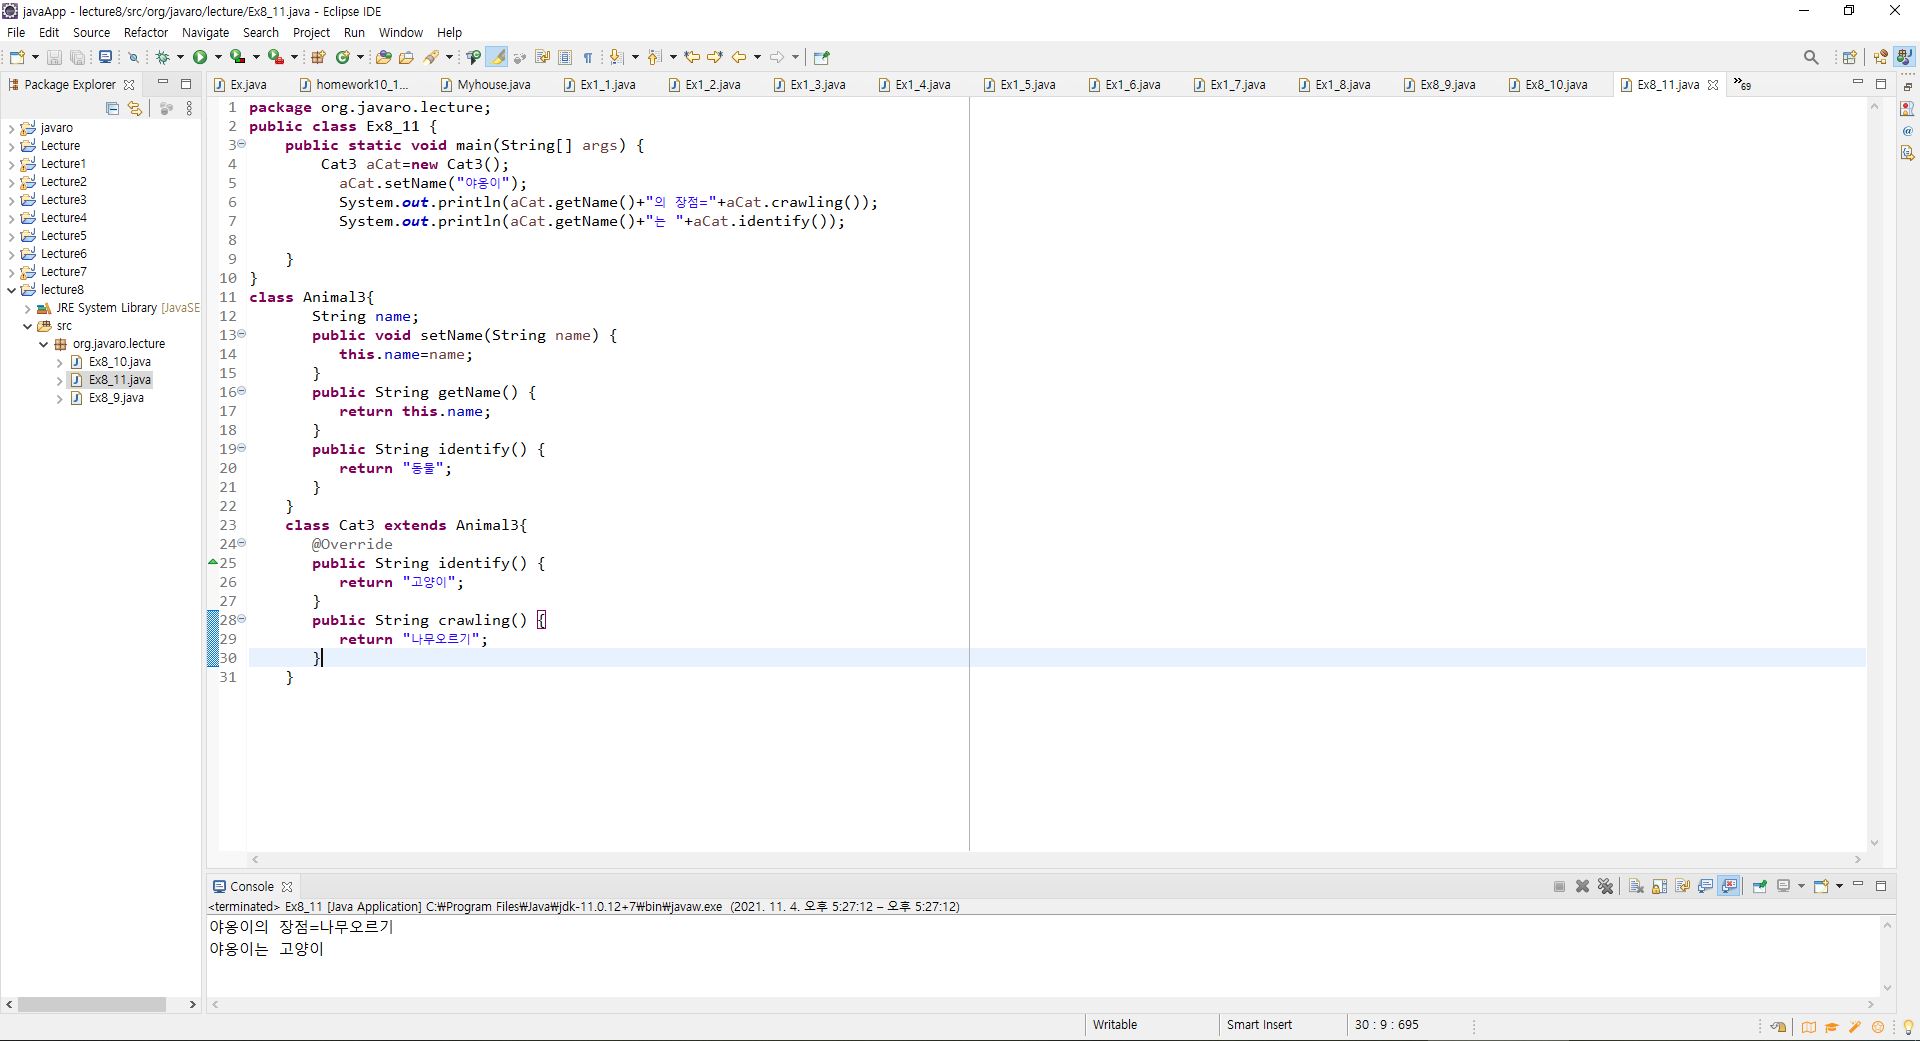 javaApp - lecture8/src/org/javaro/lecture/Ex8_11.java - Eclipse IDE
File Edit Source Refactor Navigate Search Project Run Window Help
Package Explorer
javaro
Lecture
Lecture1
Lecture2
Lecture3
Lecture4
Lecture5
Lecture6
Lecture7
lecture8
JRE System Library [JavaSE
src
org.javaro.lecture
Ex8_10.java
Ex8_11.java
Ex8_9.java
Ex.java homework10_1... Myhouse.java Ex1_1.java Ex1_2.java Ex1_3.java Ex1_4.java Ex1_5.java Ex1_6.java Ex1_7.java Ex1_8.java Ex8_9.java Ex8_10.java Ex8_11.java »69
1 package org.javaro.lecture;
2 public class Ex8_11 {
3 public static void main(String[] args) {
4 Cat3 aCat=new Cat3();
5 aCat.setName("야옹이");
6 System.out.println(aCat.getName()+"의 장점="+aCat.crawling());
7 System.out.println(aCat.getName()+"는 "+aCat.identify());
8
9 }
10 }
11 class Animal3{
12 String name;
13 public void setName(String name) {
14 this.name=name;
15 }
16 public String getName() {
17 return this.name;
18 }
19 public String identify() {
20 return "동물";
21 }
22 }
23 class Cat3 extends Animal3{
24 @Override
25 public String identify() {
26 return "고양이";
27 }
28 public String crawling() {
29 return "나무오르기";
30 }
31 }
Console
<terminated> Ex8_11 [Java Application] C:₩Program Files₩Java₩jdk-11.0.12+7₩bin₩javaw.exe (2021. 11. 4. 오후 5:27:12 – 오후 5:27:12)
야옹이의 장점=나무오르기
야옹이는 고양이
Writable Smart Insert 30 : 9 : 695